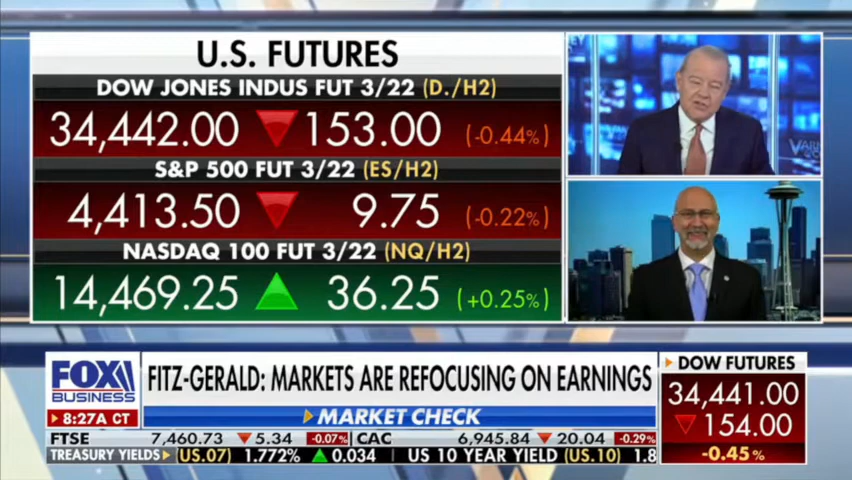 U.S. FUTURES
DOW JONES INDUS FUT 3/22 (D./H2)
34,442.00 ▼ 153.00 (-0.44%)
S&P 500 FUT 3/22 (ES/H2)
4,413.50 ▼ 9.75 (-0.22%)
NASDAQ 100 FUT 3/22 (NQ/H2)
14,469.25 ▲ 36.25 (+0.25%)
FOX
BUSINESS
8:27A CT
FITZ-GERALD: MARKETS ARE REFOCUSING ON EARNINGS
MARKET CHECK
DOW FUTURES
34,441.00
▼ 154.00
-0.45%
FTSE 7,460.73 ▼ 5.34 -0.07% CAC 6,945.84 ▼ 20.04 -0.29%
TREASURY YIELDS (US.07) 1.772% ▲ 0.034 US 10 YEAR YIELD (US.10) 1.8